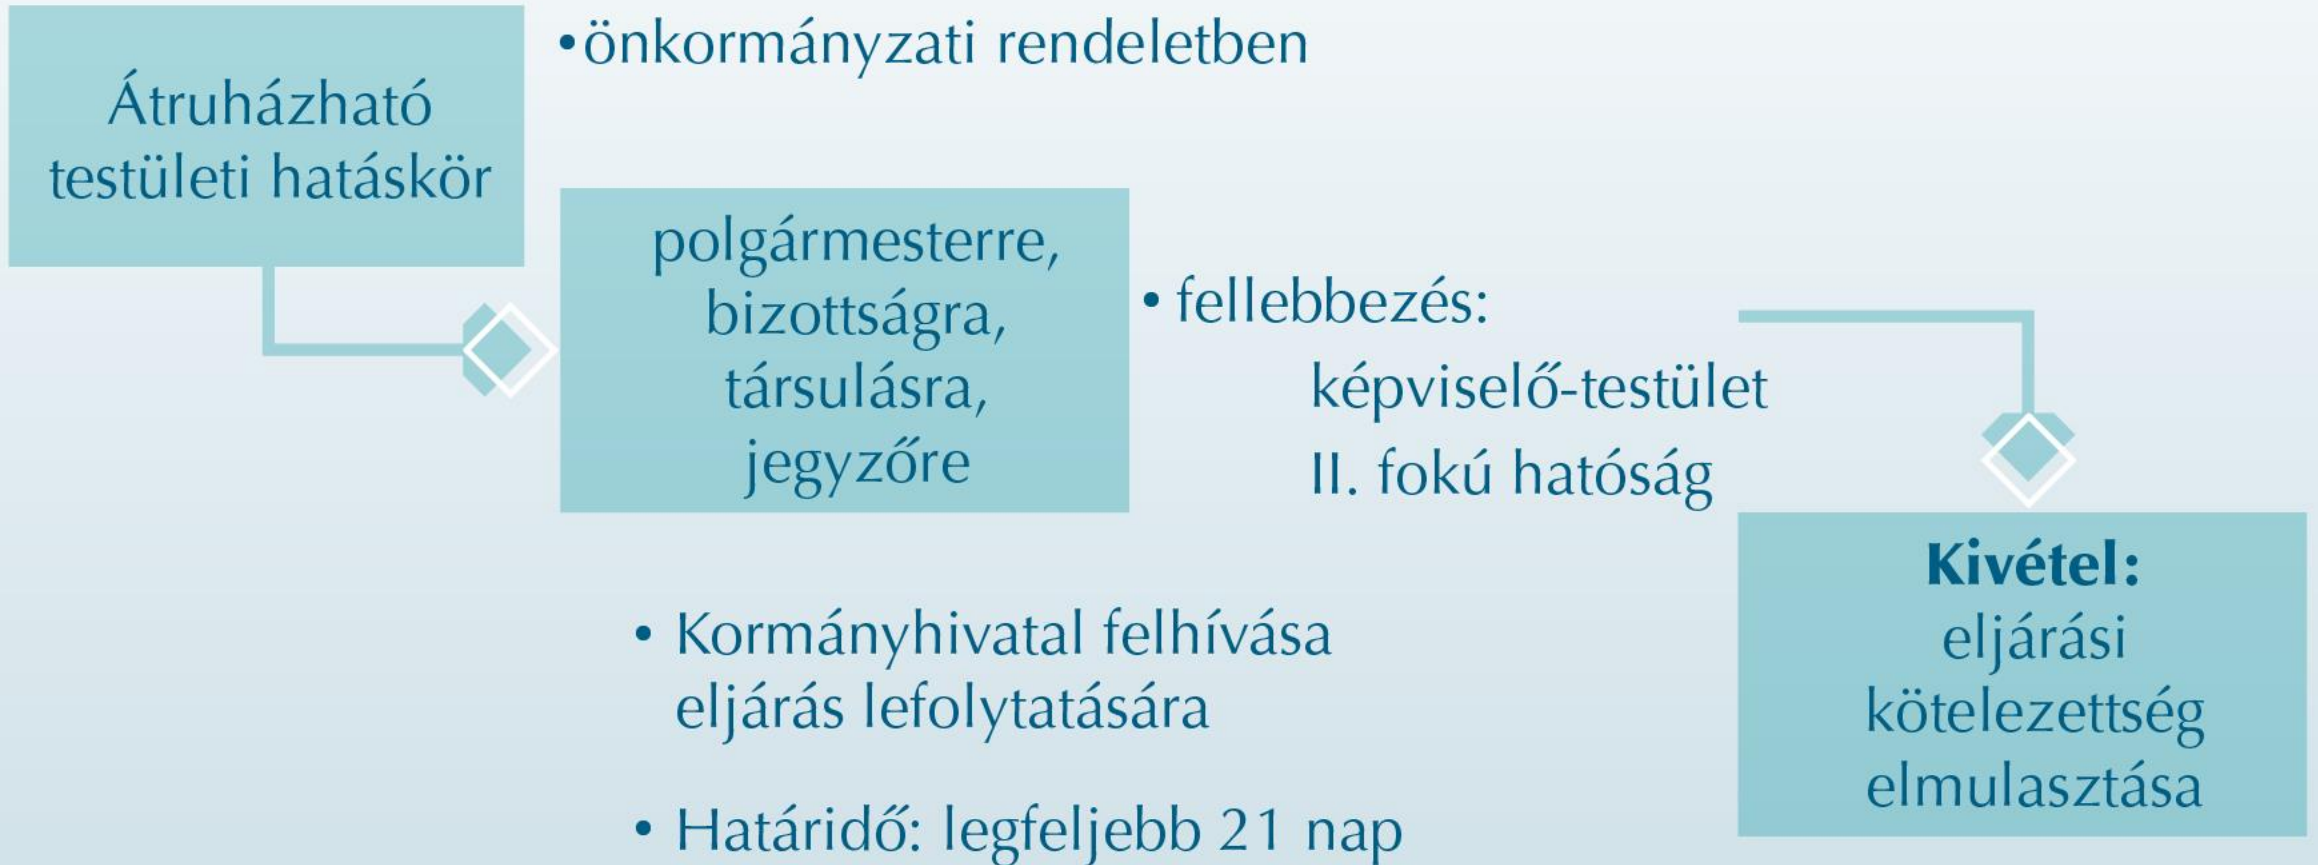 Átruházható
testületi hatáskör
•önkormányzati rendeletben
polgármesterre,
bizottságra,
társulásra,
jegyzőre
• fellebbezés:
képviselő-testület
II. fokú hatóság
Kivétel:
eljárási
kötelezettség
elmulasztása
• Kormányhivatal felhívása
eljárás lefolytatására
• Határidő: legfeljebb 21 nap